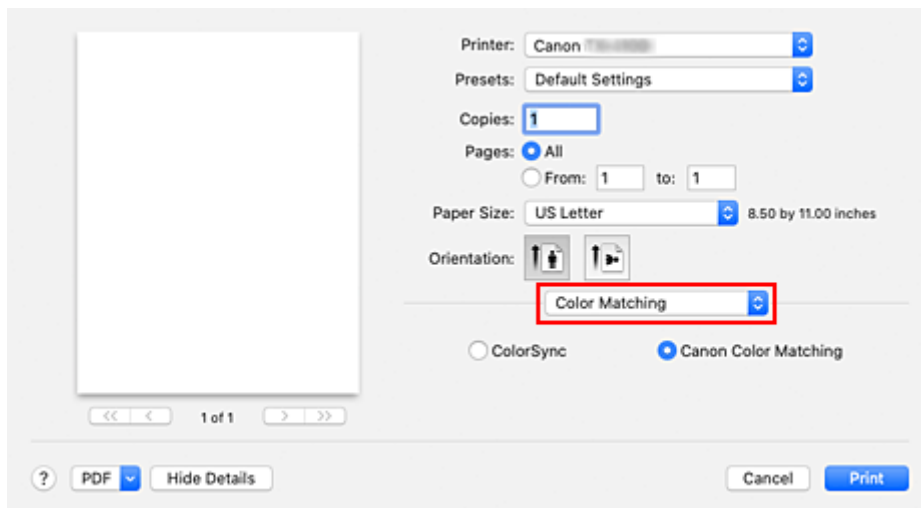 Printer: Canon
Presets: Default Settings
Copies: 1
Pages: All
From: 1 to: 1
Paper Size: US Letter 8.50 by 11.00 inches
Orientation:
Color Matching
ColorSync Canon Color Matching
<< < 1 of 1 > >>
? PDF Hide Details Cancel Print